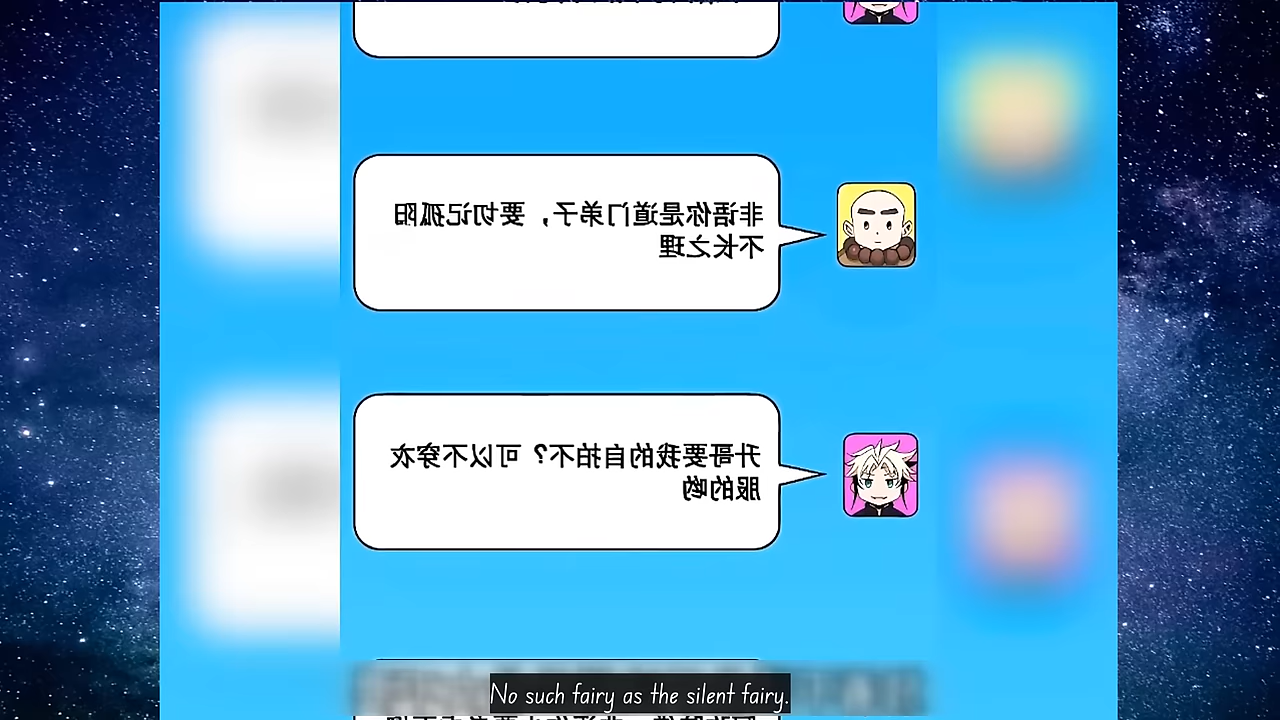 非语你是道门弟子，要切记孤阳
不长之理
升哥要我的自拍不？可以不穿衣
服的哟
No such fairy as the silent fairy.